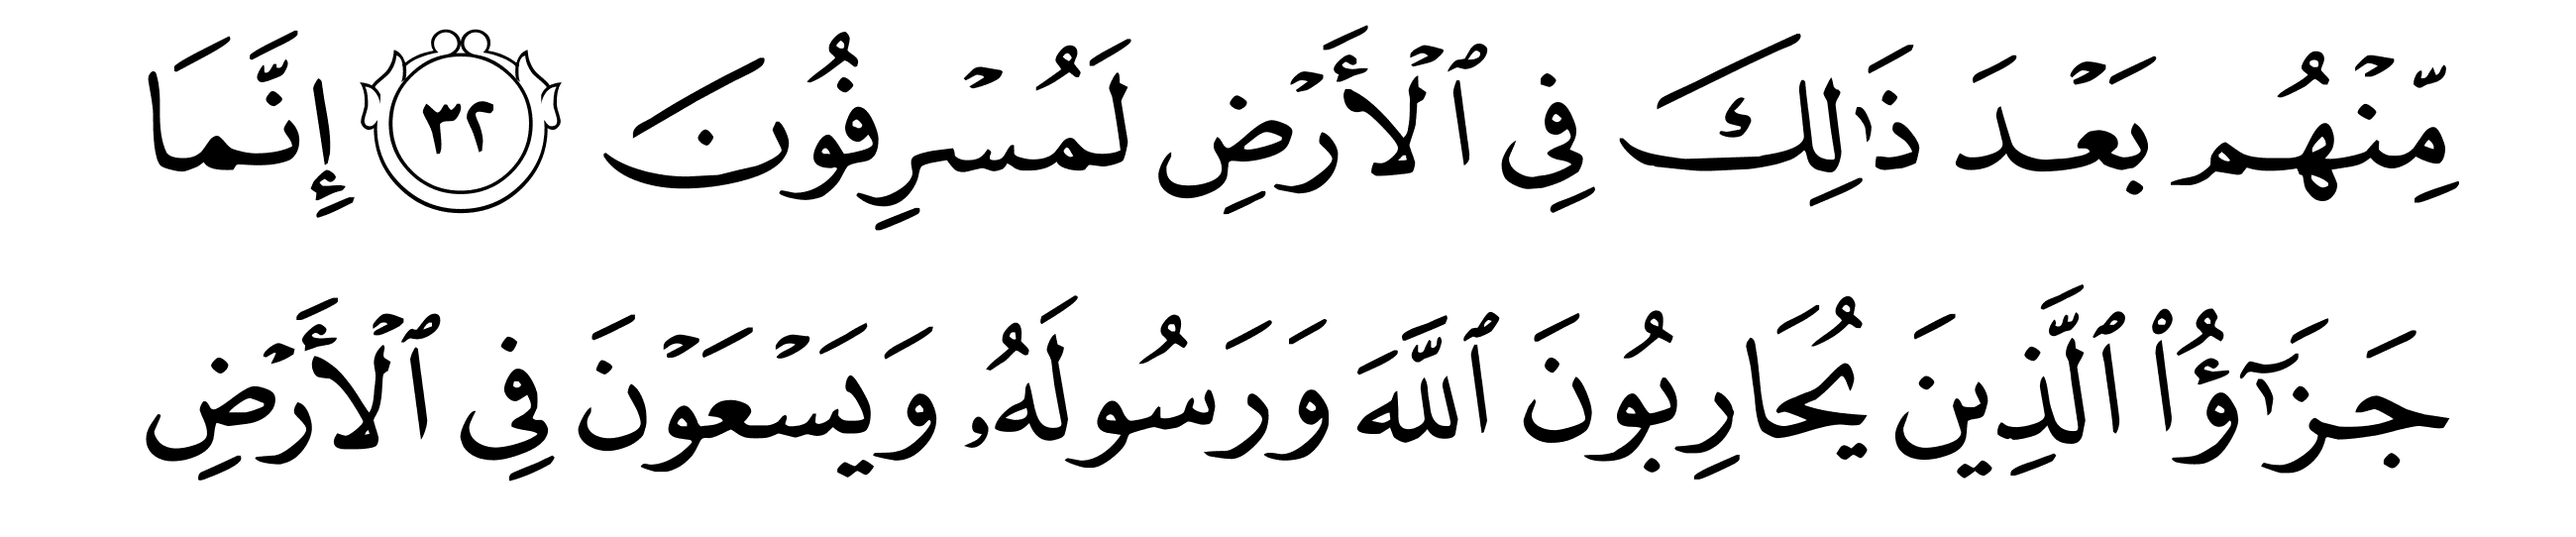 مِّنْهُم بَعْدَ ذَٰلِكَ فِى ٱلْأَرْضِ لَمُسْرِفُونَ ٣٢ إِنَّمَا
جَزَٰٓؤُا۟ ٱلَّذِينَ يُحَارِبُونَ ٱللَّهَ وَرَسُولَهُۥ وَيَسْعَوْنَ فِى ٱلْأَرْضِ